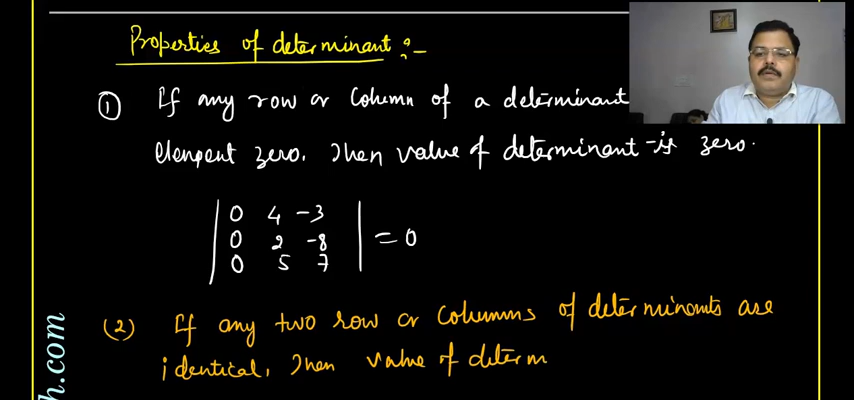 Properties of determinant :-
① If any row or column of a determinant
element zero. Then value of determinant is zero.
0 4 -3
0 2 -8 = 0
0 5 7
(2) If any two row or columns of determinants are
identical, Then value of determ
h.com